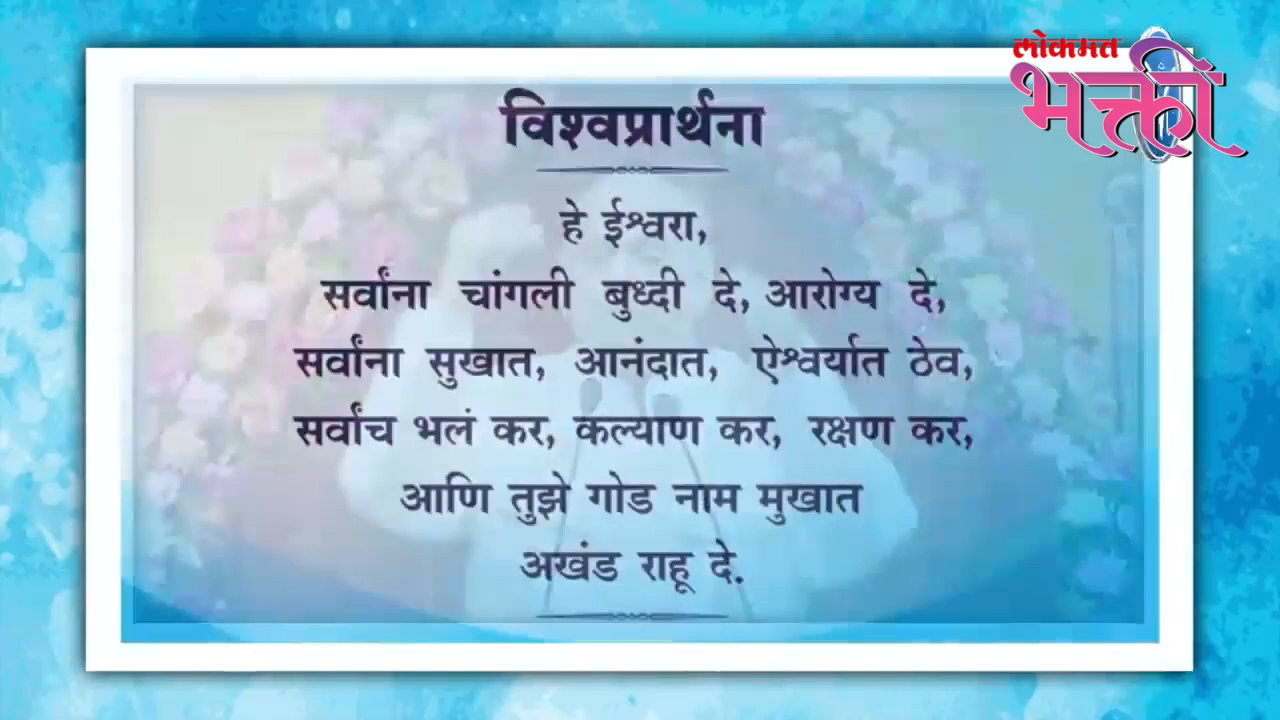 लोकमत
भक्ती
विश्वप्रार्थना
हे ईश्वरा,
सर्वांना चांगली बुध्दी दे, आरोग्य दे,
सर्वांना सुखात, आनंदात, ऐश्वर्यात ठेव,
सर्वांच भलं कर, कल्याण कर, रक्षण कर,
आणि तुझे गोड नाम मुखात
अखंड राहू दे.